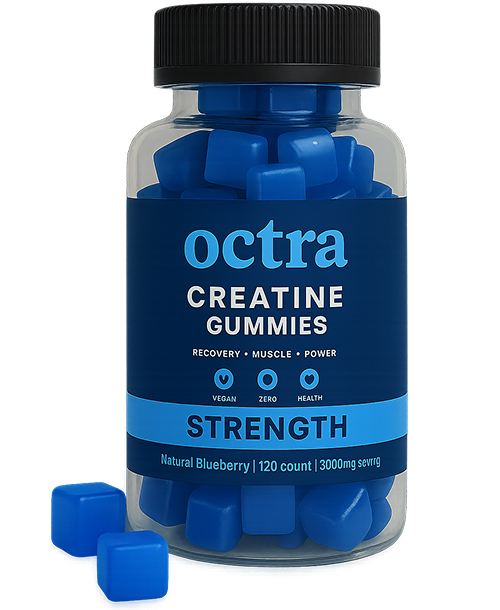 octra
CREATINE
GUMMIES
RECOVERY • MUSCLE • POWER
VEGAN ZERO HEALTH
STRENGTH
Natural Blueberry | 120 count | 3000mg sevrrg